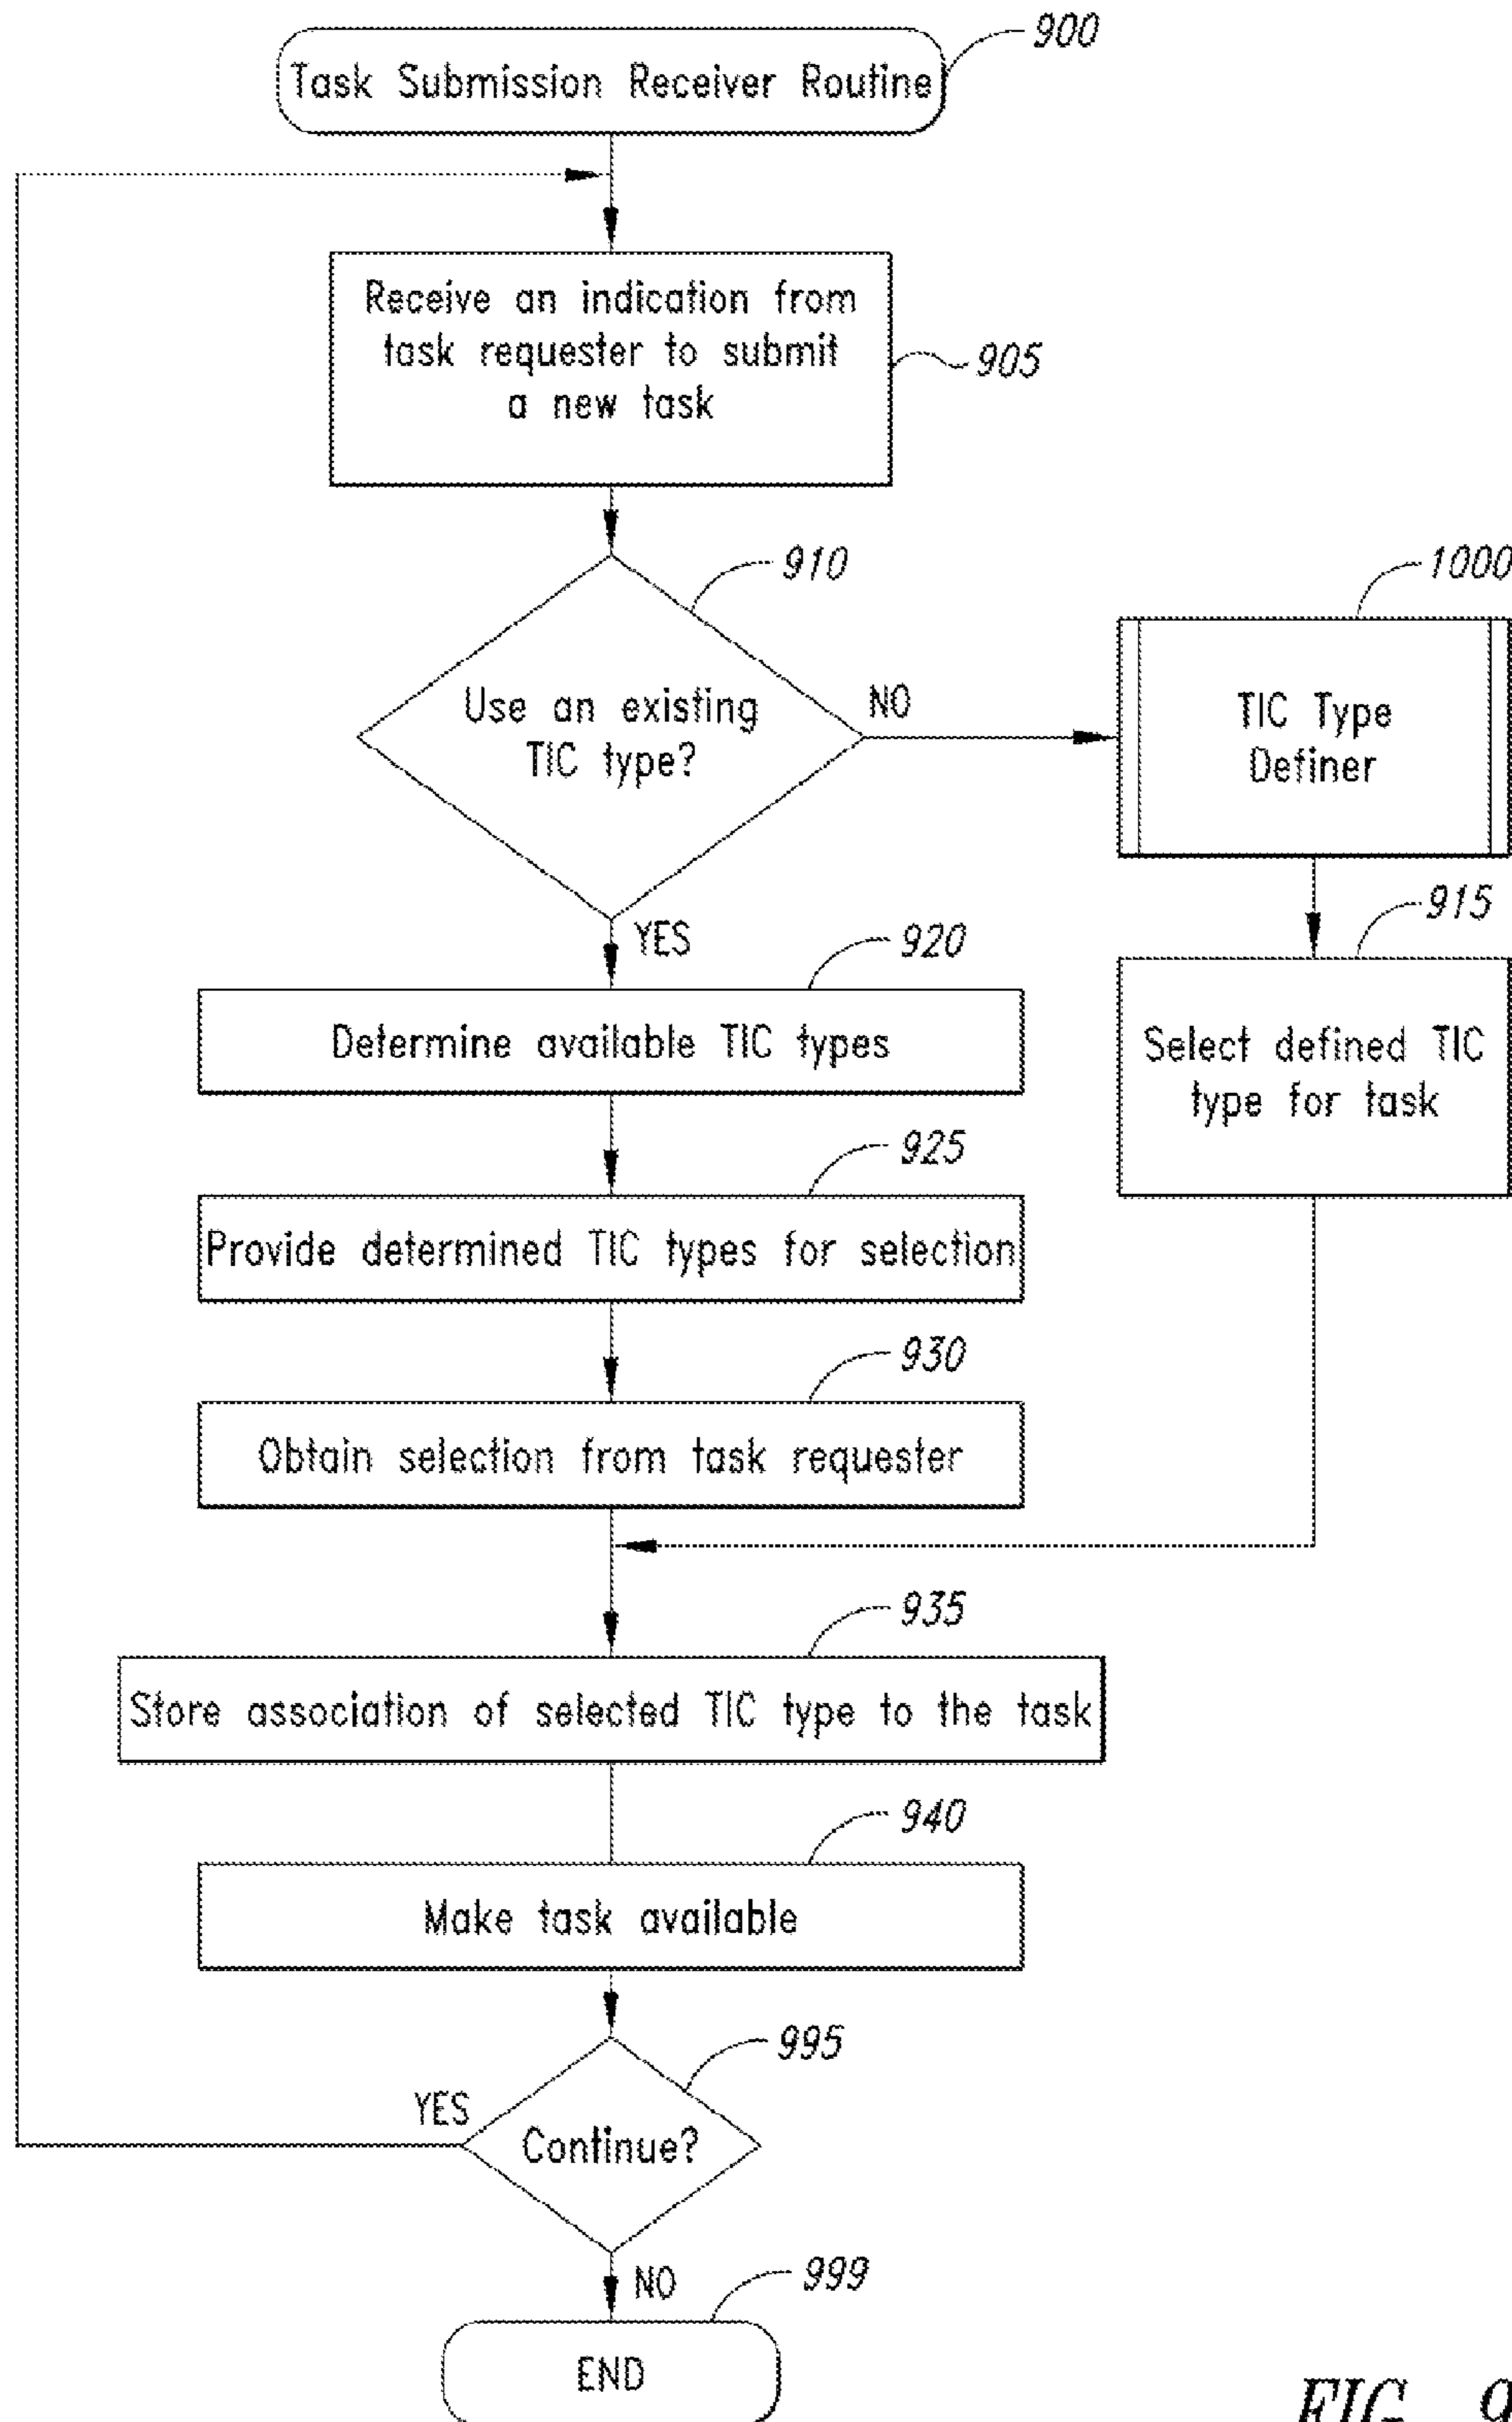 900
Task Submission Receiver Routine
Receive an indication from
task requester to submit
a new task
905
910
Use an existing
TIC type?
NO
1000
TIC Type
Definer
YES
915
Select defined TIC
type for task
920
Determine available TIC types
925
Provide determined TIC types for selection
930
Obtain selection from task requester
935
Store association of selected TIC type to the task
940
Make task available
995
YES
Continue?
NO
999
END
FIG. 9